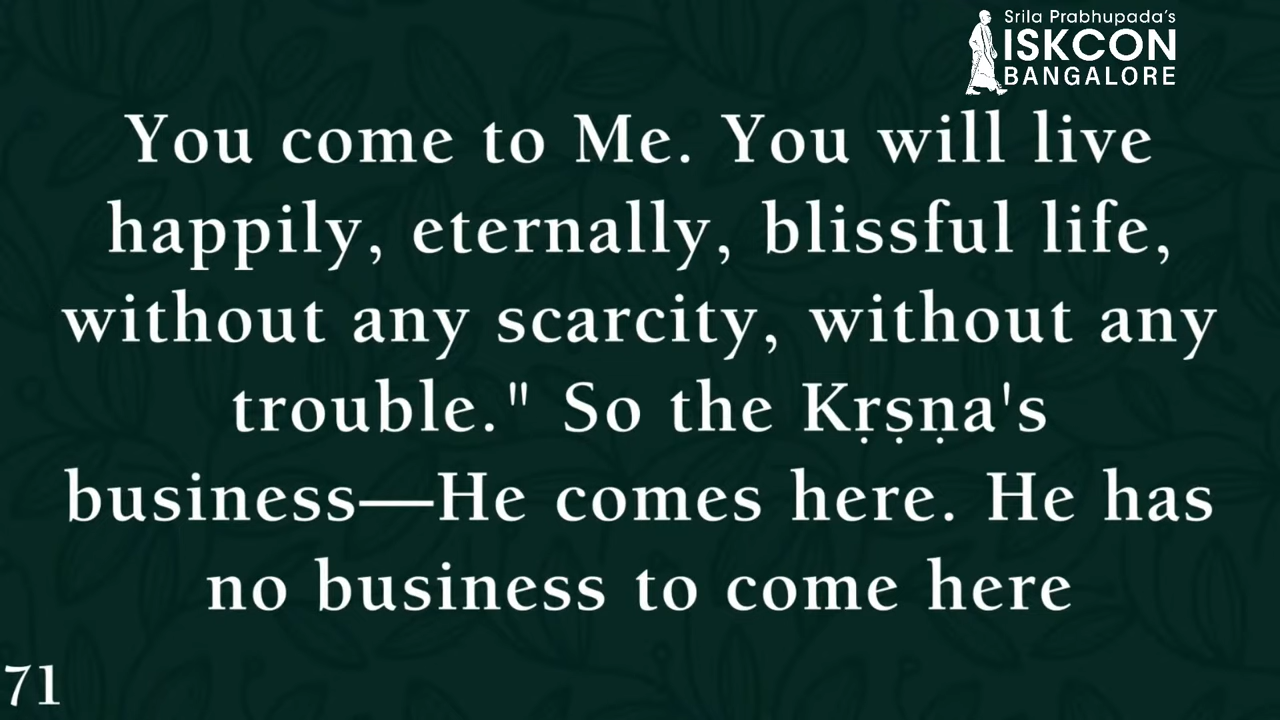 Srila Prabhupada's
ISKCON
BANGALORE
You come to Me. You will live
happily, eternally, blissful life,
without any scarcity, without any
trouble." So the Kṛṣṇa's
business—He comes here. He has
no business to come here
71